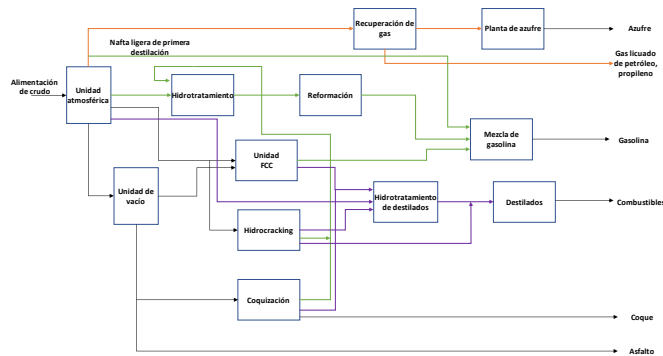 Recuperación de
gas
Planta de azufre
Azufre
Nafta ligera de primera
destilación
Gas licuado
de petróleo,
propileno
Alimentación
de crudo
Unidad
atmosférica
Hidrotratamiento
Reformación
Mezcla
de
gasolina
Gasolina
Unidad
FCC
Unidad de
vacío
Hidrotratamiento
de destilados
Destilados
Combustibles
Hidrocracking
Coquización
Coque
Asfalto